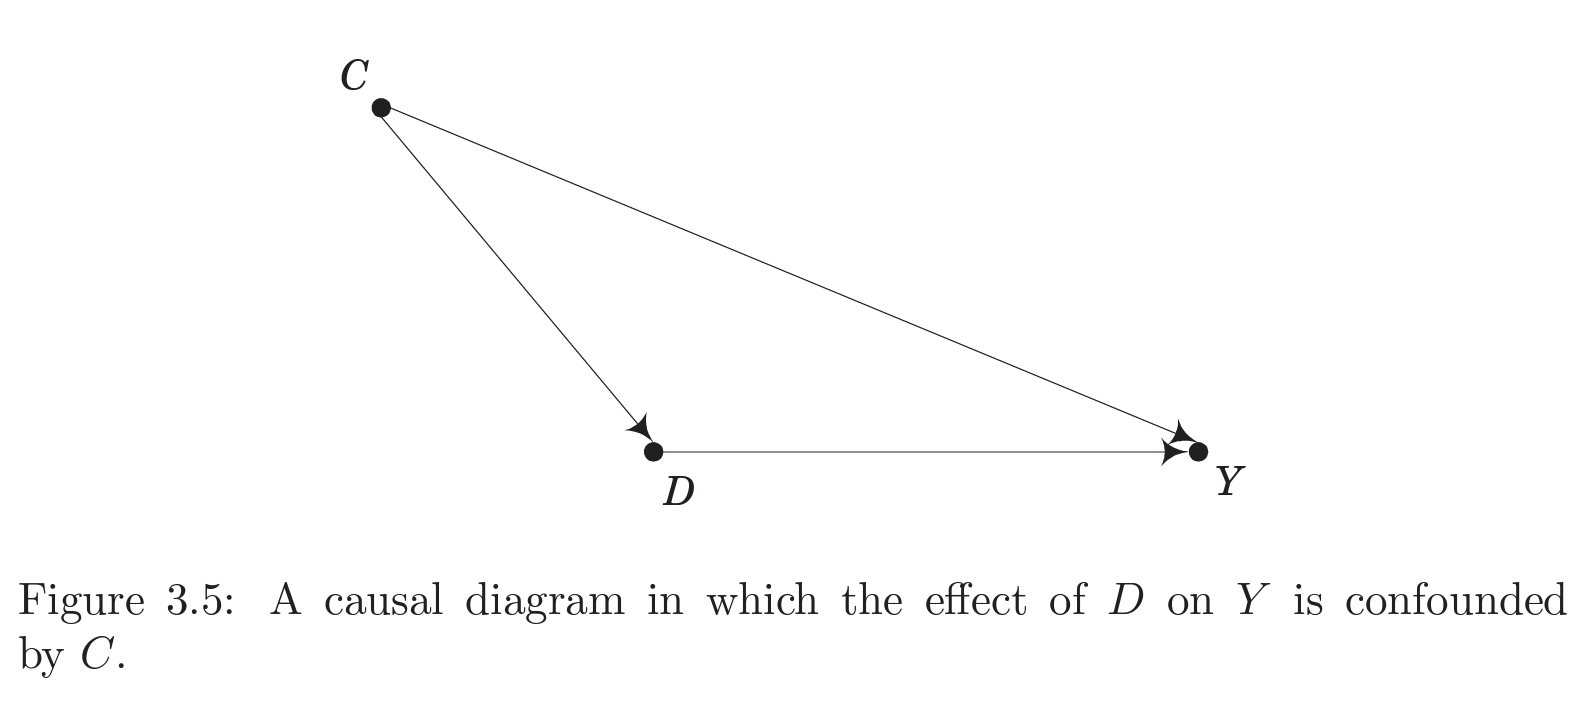 C
D
Y
Figure 3.5: A causal diagram in which the effect of D on Y is confounded
by C.